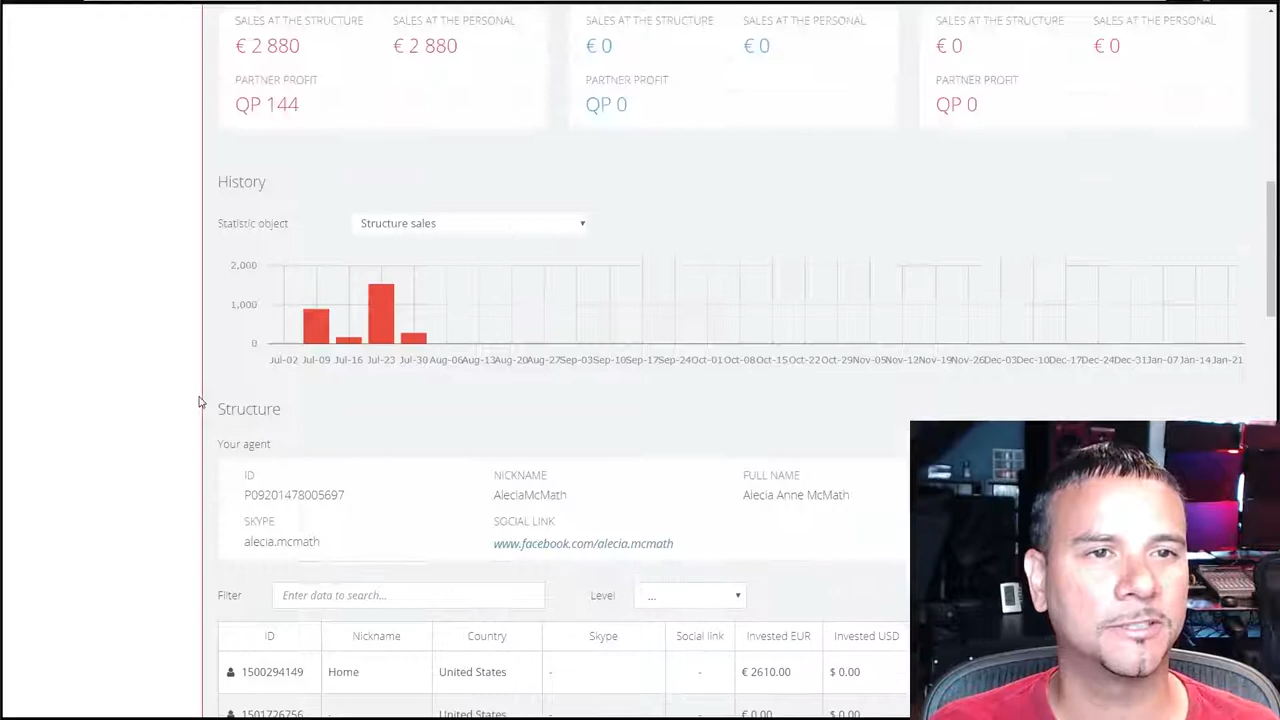 SALES AT THE STRUCTURE SALES AT THE PERSONAL SALES AT THE STRUCTURE SALES AT THE PERSONAL SALES AT THE STRUCTURE SALES AT THE PERSONAL
€ 2 880 € 2 880 € 0 € 0 € 0 € 0
PARTNER PROFIT PARTNER PROFIT PARTNER PROFIT
QP 144 QP 0 QP 0
History
Statistic object Structure sales
2,000
1,000
0
Jul-02 Jul-09 Jul-16 Jul-23 Jul-30 Aug-06 Aug-13 Aug-20 Aug-27 Sep-03 Sep-10 Sep-17 Sep-24 Oct-01 Oct-08 Oct-15 Oct-22 Oct-29 Nov-05 Nov-12 Nov-19 Nov-26 Dec-03 Dec-10 Dec-17 Dec-24 Dec-31 Jan-07 Jan-14 Jan-21
Structure
Your agent
ID NICKNAME FULL NAME
P09201478005697 AleciaMcMath Alecia Anne McMath
SKYPE SOCIAL LINK
alecia.mcmath www.facebook.com/alecia.mcmath
Filter Enter data to search... Level ...
ID Nickname Country Skype Social link Invested EUR Invested USD
1500294149 Home United States - - € 2610.00 $ 0.00
1501726756 - United States - - € 0.00 $ 0.00